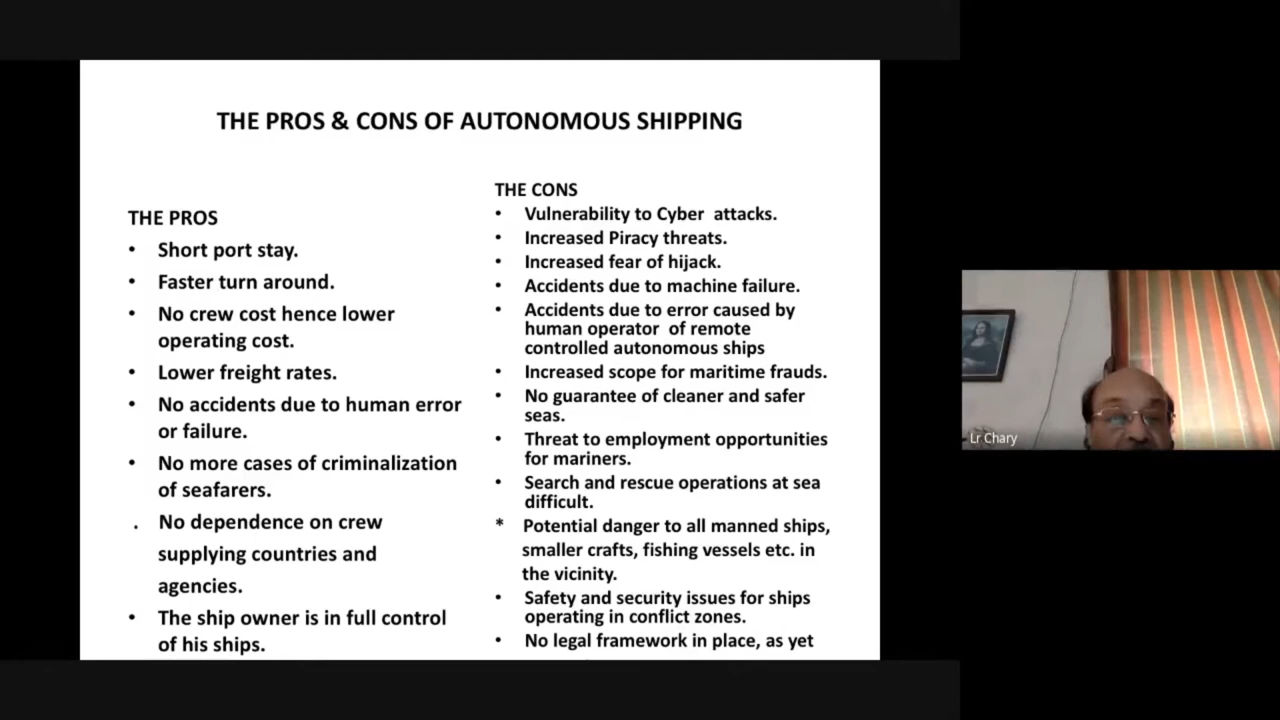 THE PROS & CONS OF AUTONOMOUS SHIPPING
THE PROS
• Short port stay.
• Faster turn around.
• No crew cost hence lower
operating cost.
• Lower freight rates.
• No accidents due to human error
or failure.
• No more cases of criminalization
of seafarers.
. No dependence on crew
supplying countries and
agencies.
• The ship owner is in full control
of his ships.
THE CONS
• Vulnerability to Cyber attacks.
• Increased Piracy threats.
• Increased fear of hijack.
• Accidents due to machine failure.
• Accidents due to error caused by
human operator of remote
controlled autonomous ships
• Increased scope for maritime frauds.
• No guarantee of cleaner and safer
seas.
• Threat to employment opportunities
for mariners.
• Search and rescue operations at sea
difficult.
* Potential danger to all manned ships,
smaller crafts, fishing vessels etc. in
the vicinity.
• Safety and security issues for ships
operating in conflict zones.
• No legal framework in place, as yet
Lr Chary